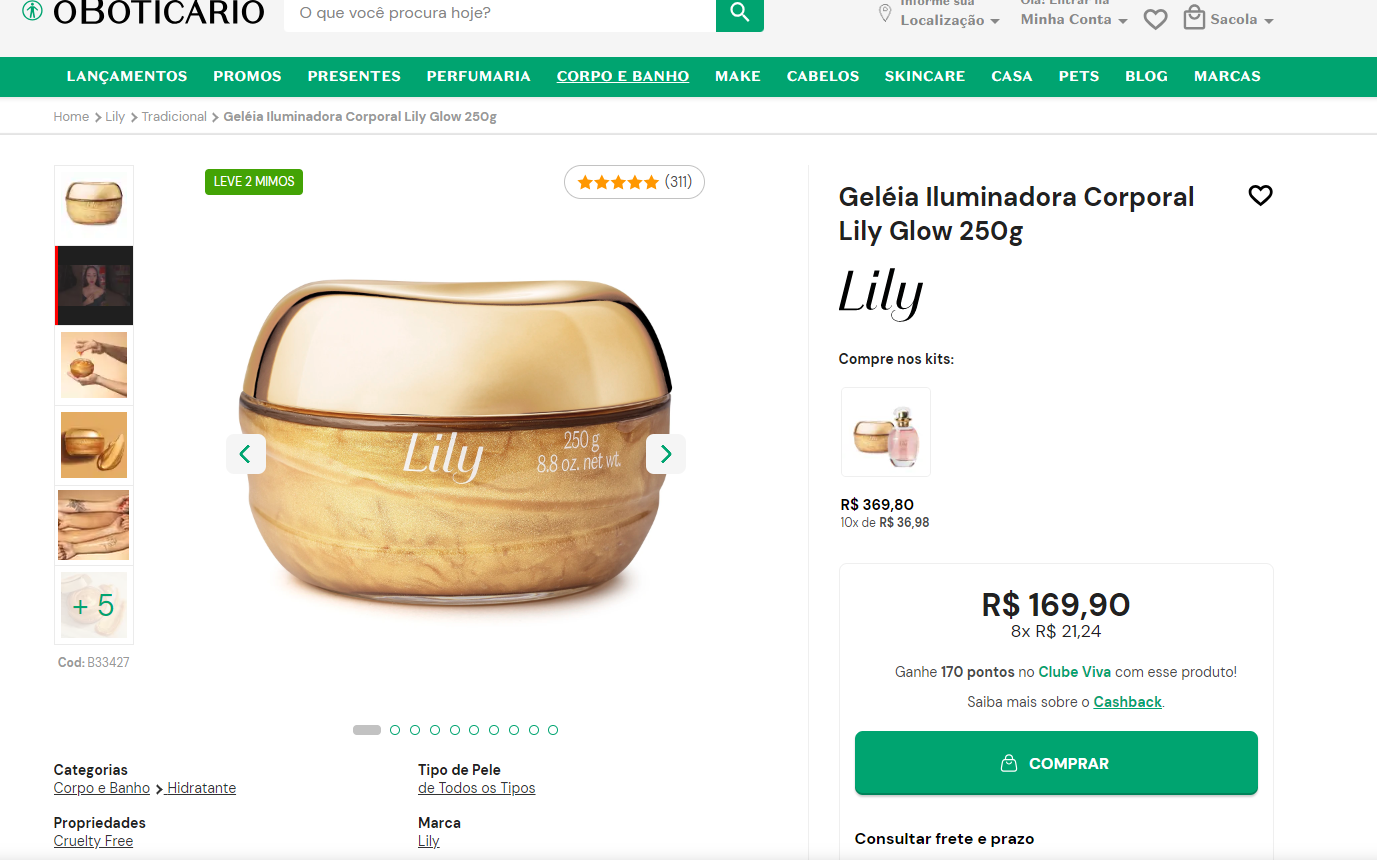 oBOTICÁRIO
O que você procura hoje?
Informe sua
Localização
Olá! Entrar na
Minha Conta
Sacola
LANÇAMENTOS PROMOS PRESENTES PERFUMARIA CORPO E BANHO MAKE CABELOS SKINCARE CASA PETS BLOG MARCAS
Home Lily Tradicional Geléia Iluminadora Corporal Lily Glow 250g
LEVE 2 MIMOS
(311)
Lily
250 g
8.8 oz. net wt.
+ 5
Cod: B33427
Categorias
Corpo e Banho Hidratante
Tipo de Pele
de Todos os Tipos
Propriedades
Cruelty Free
Marca
Lily
Geléia Iluminadora Corporal
Lily Glow 250g
Lily
Compre nos kits:
R$ 369,80
10x de R$ 36,98
R$ 169,90
8x R$ 21,24
Ganhe 170 pontos no Clube Viva com esse produto!
Saiba mais sobre o Cashback.
COMPRAR
Consultar frete e prazo